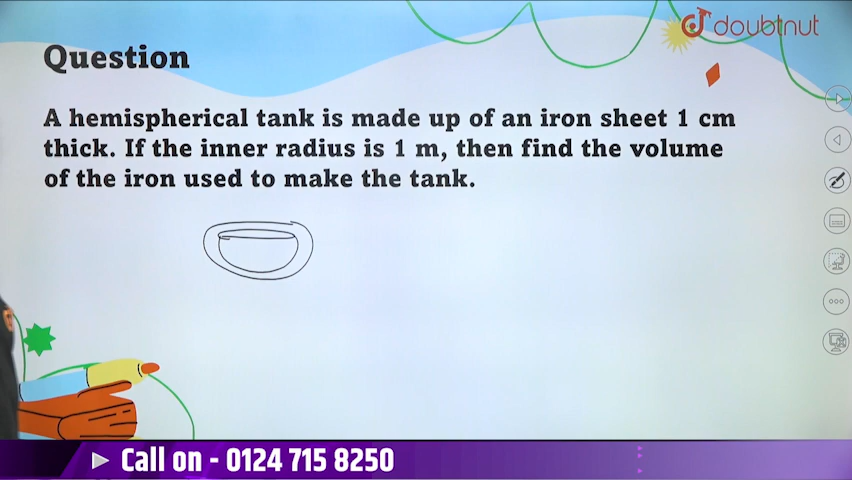 doubtnut
Question
A hemispherical tank is made up of an iron sheet 1 cm
thick. If the inner radius is 1 m, then find the volume
of the iron used to make the tank.
Call on - 0124 715 8250